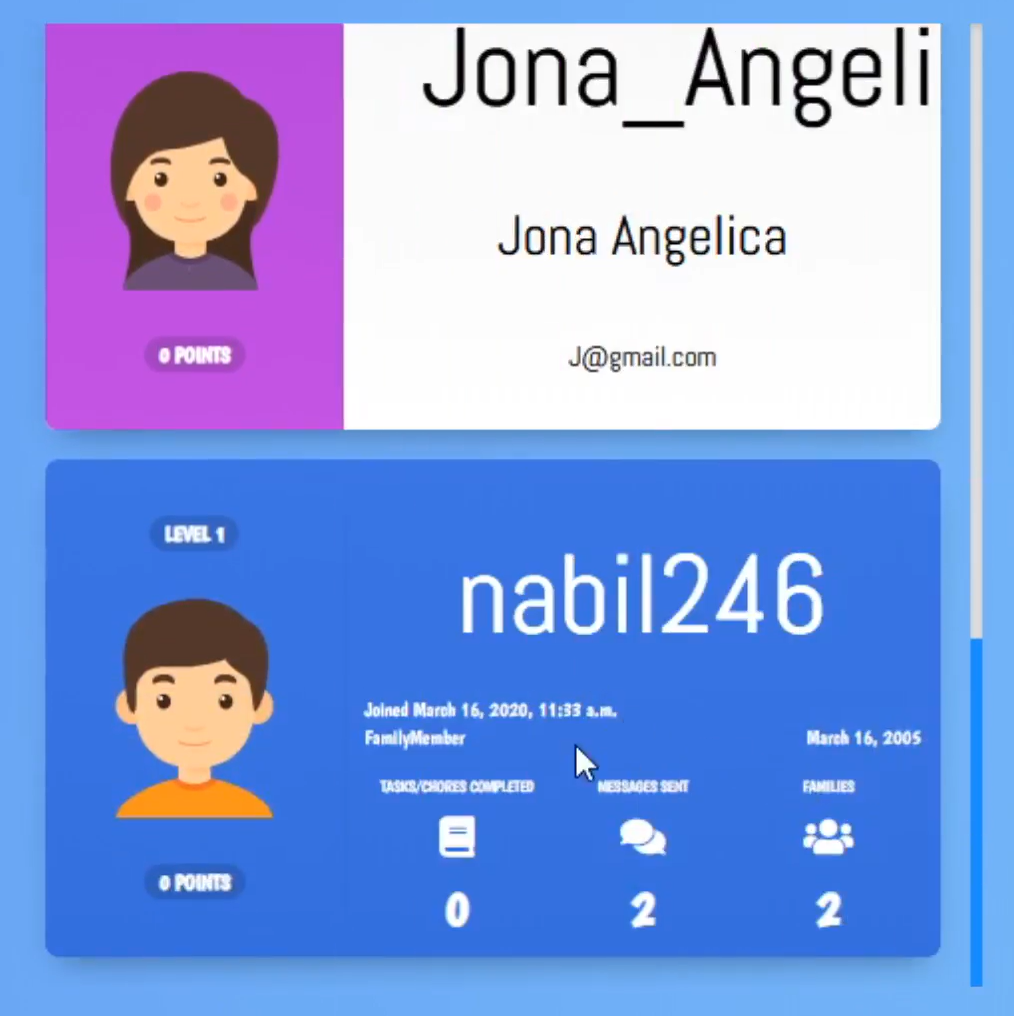 Jona_Angeli
Jona Angelica
0 POINTS
J@gmail.com
LEVEL 1
nabil246
Joined March 16, 2020, 11:33 a.m.
FamilyMember
March 16, 2005
TASKS/CHORES COMPLETED
MESSAGES SENT
FAMILIES
0 POINTS
0
2
2